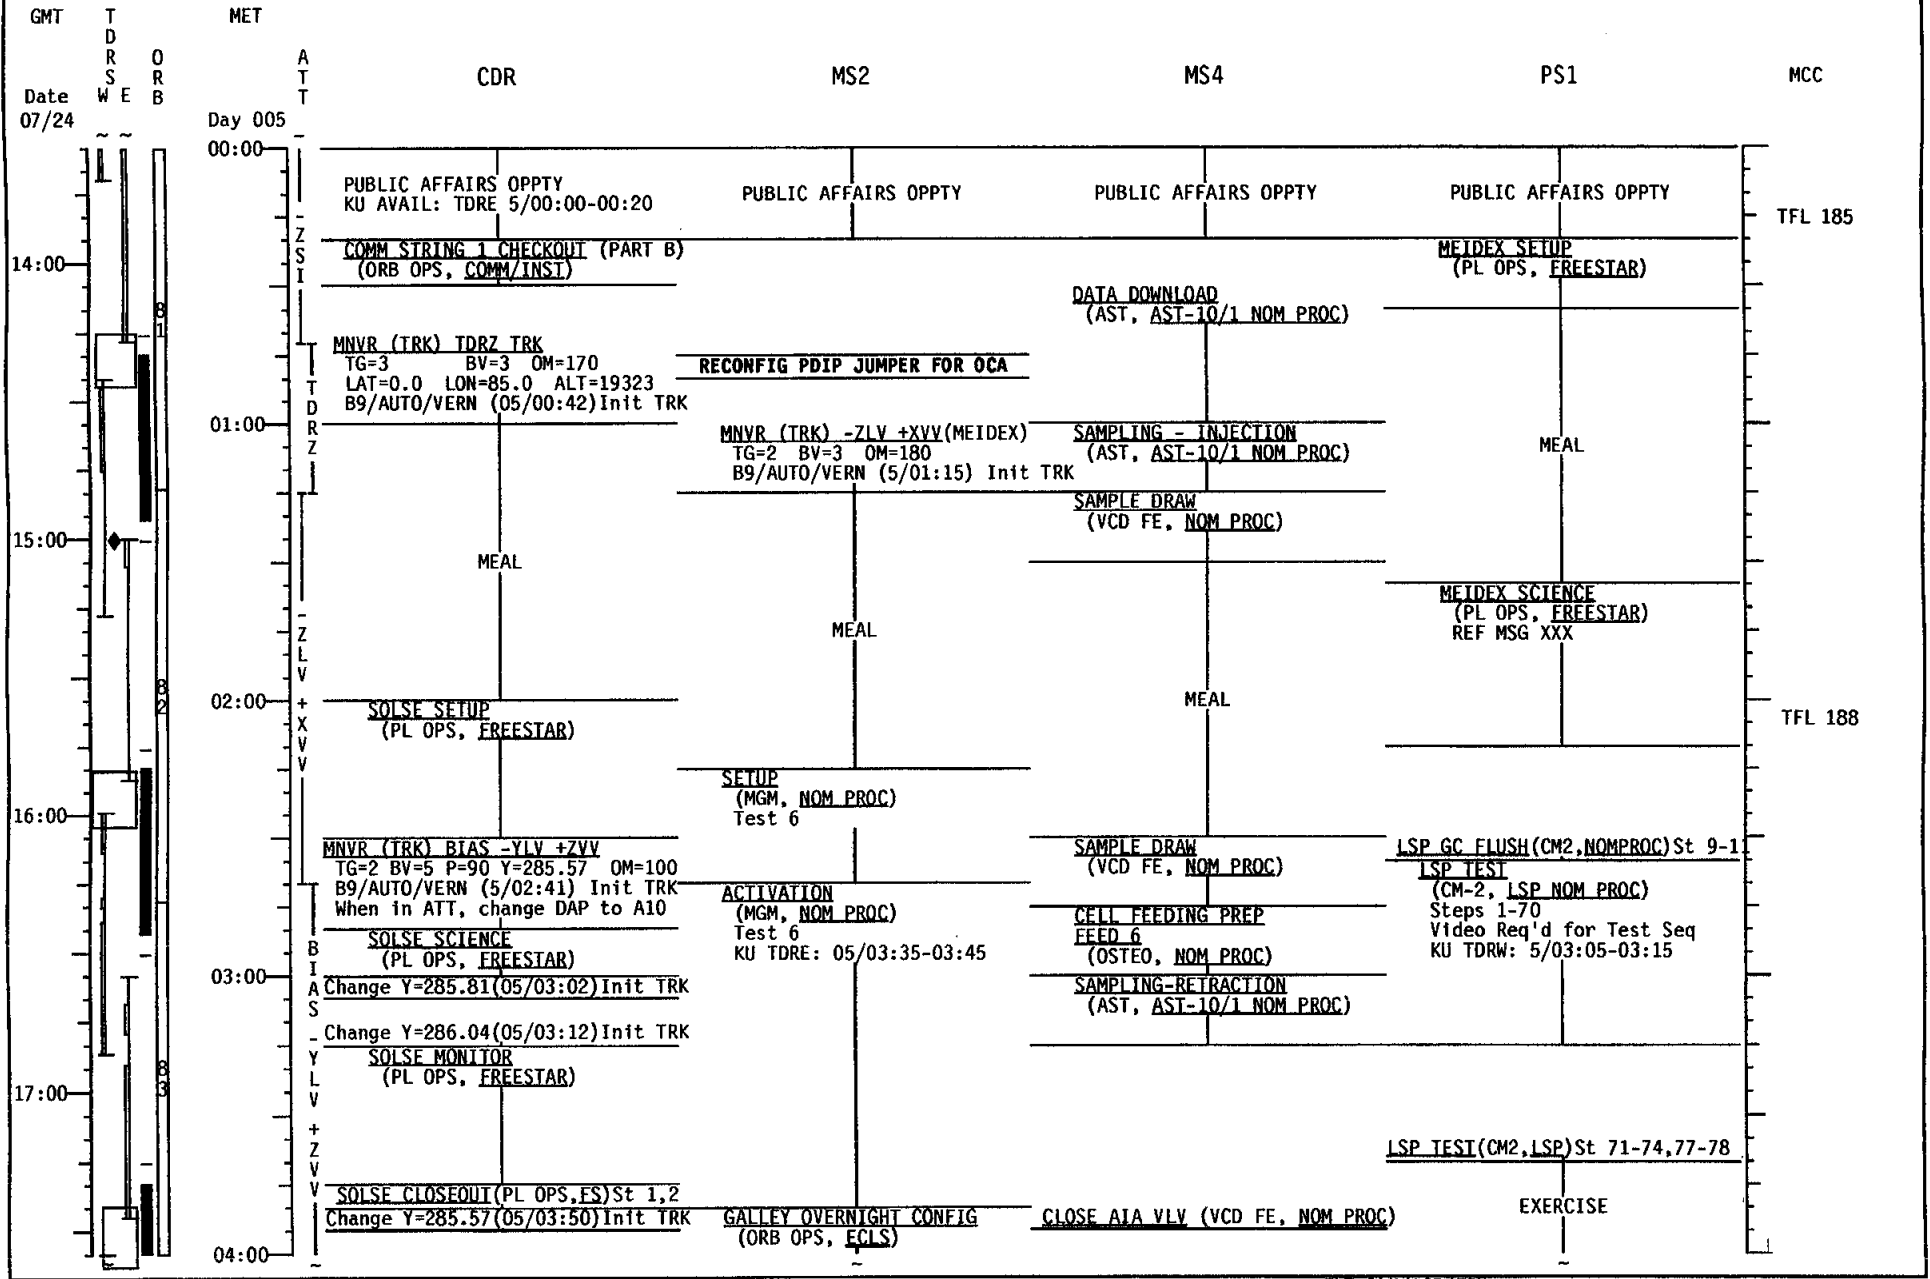 GMT
TDRS
W E
ORB
MET
ATT
CDR
MS2
MS4
PS1
MCC
Date
07/24
Day 005
00:00
01:00
02:00
03:00
04:00
14:00
15:00
16:00
17:00
81
82
83
-ZSI
TDRZ
-ZLV +XVV
BIAS -YLV +ZVV
PUBLIC AFFAIRS OPPTY
KU AVAIL: TDRE 5/00:00-00:20
COMM STRING 1 CHECKOUT (PART B)
(ORB OPS, COMM/INST)
MNVR (TRK) TDRZ TRK
TG=3 BV=3 OM=170
LAT=0.0 LON=85.0 ALT=19323
B9/AUTO/VERN (05/00:42)Init TRK
MEAL
SOLSE SETUP
(PL OPS, FREESTAR)
MNVR (TRK) BIAS -YLV +ZVV
TG=2 BV=5 P=90 Y=285.57 OM=100
B9/AUTO/VERN (5/02:41) Init TRK
When in ATT, change DAP to A10
SOLSE SCIENCE
(PL OPS, FREESTAR)
Change Y=285.81(05/03:02)Init TRK
Change Y=286.04(05/03:12)Init TRK
SOLSE MONITOR
(PL OPS, FREESTAR)
SOLSE CLOSEOUT(PL OPS,FS)St 1,2
Change Y=285.57(05/03:50)Init TRK
PUBLIC AFFAIRS OPPTY
RECONFIG PDIP JUMPER FOR OCA
MNVR (TRK) -ZLV +XVV(MEIDEX)
TG=2 BV=3 OM=180
B9/AUTO/VERN (5/01:15) Init TRK
MEAL
SETUP
(MGM, NOM PROC)
Test 6
ACTIVATION
(MGM, NOM PROC)
Test 6
KU TDRE: 05/03:35-03:45
GALLEY OVERNIGHT CONFIG
(ORB OPS, ECLS)
PUBLIC AFFAIRS OPPTY
DATA DOWNLOAD
(AST, AST-10/1 NOM PROC)
SAMPLING - INJECTION
(AST, AST-10/1 NOM PROC)
SAMPLE DRAW
(VCD FE, NOM PROC)
MEAL
SAMPLE DRAW
(VCD FE, NOM PROC)
CELL FEEDING PREP
FEED 6
(OSTEO, NOM PROC)
SAMPLING-RETRACTION
(AST, AST-10/1 NOM PROC)
CLOSE AIA VLV (VCD FE, NOM PROC)
PUBLIC AFFAIRS OPPTY
MEIDEX SETUP
(PL OPS, FREESTAR)
MEAL
MEIDEX SCIENCE
(PL OPS, FREESTAR)
REF MSG XXX
LSP GC FLUSH(CM2,NOMPROC)St 9-11
LSP TEST
(CM-2, LSP NOM PROC)
Steps 1-70
Video Req'd for Test Seq
KU TDRW: 5/03:05-03:15
LSP TEST(CM2,LSP)St 71-74,77-78
EXERCISE
TFL 185
TFL 188